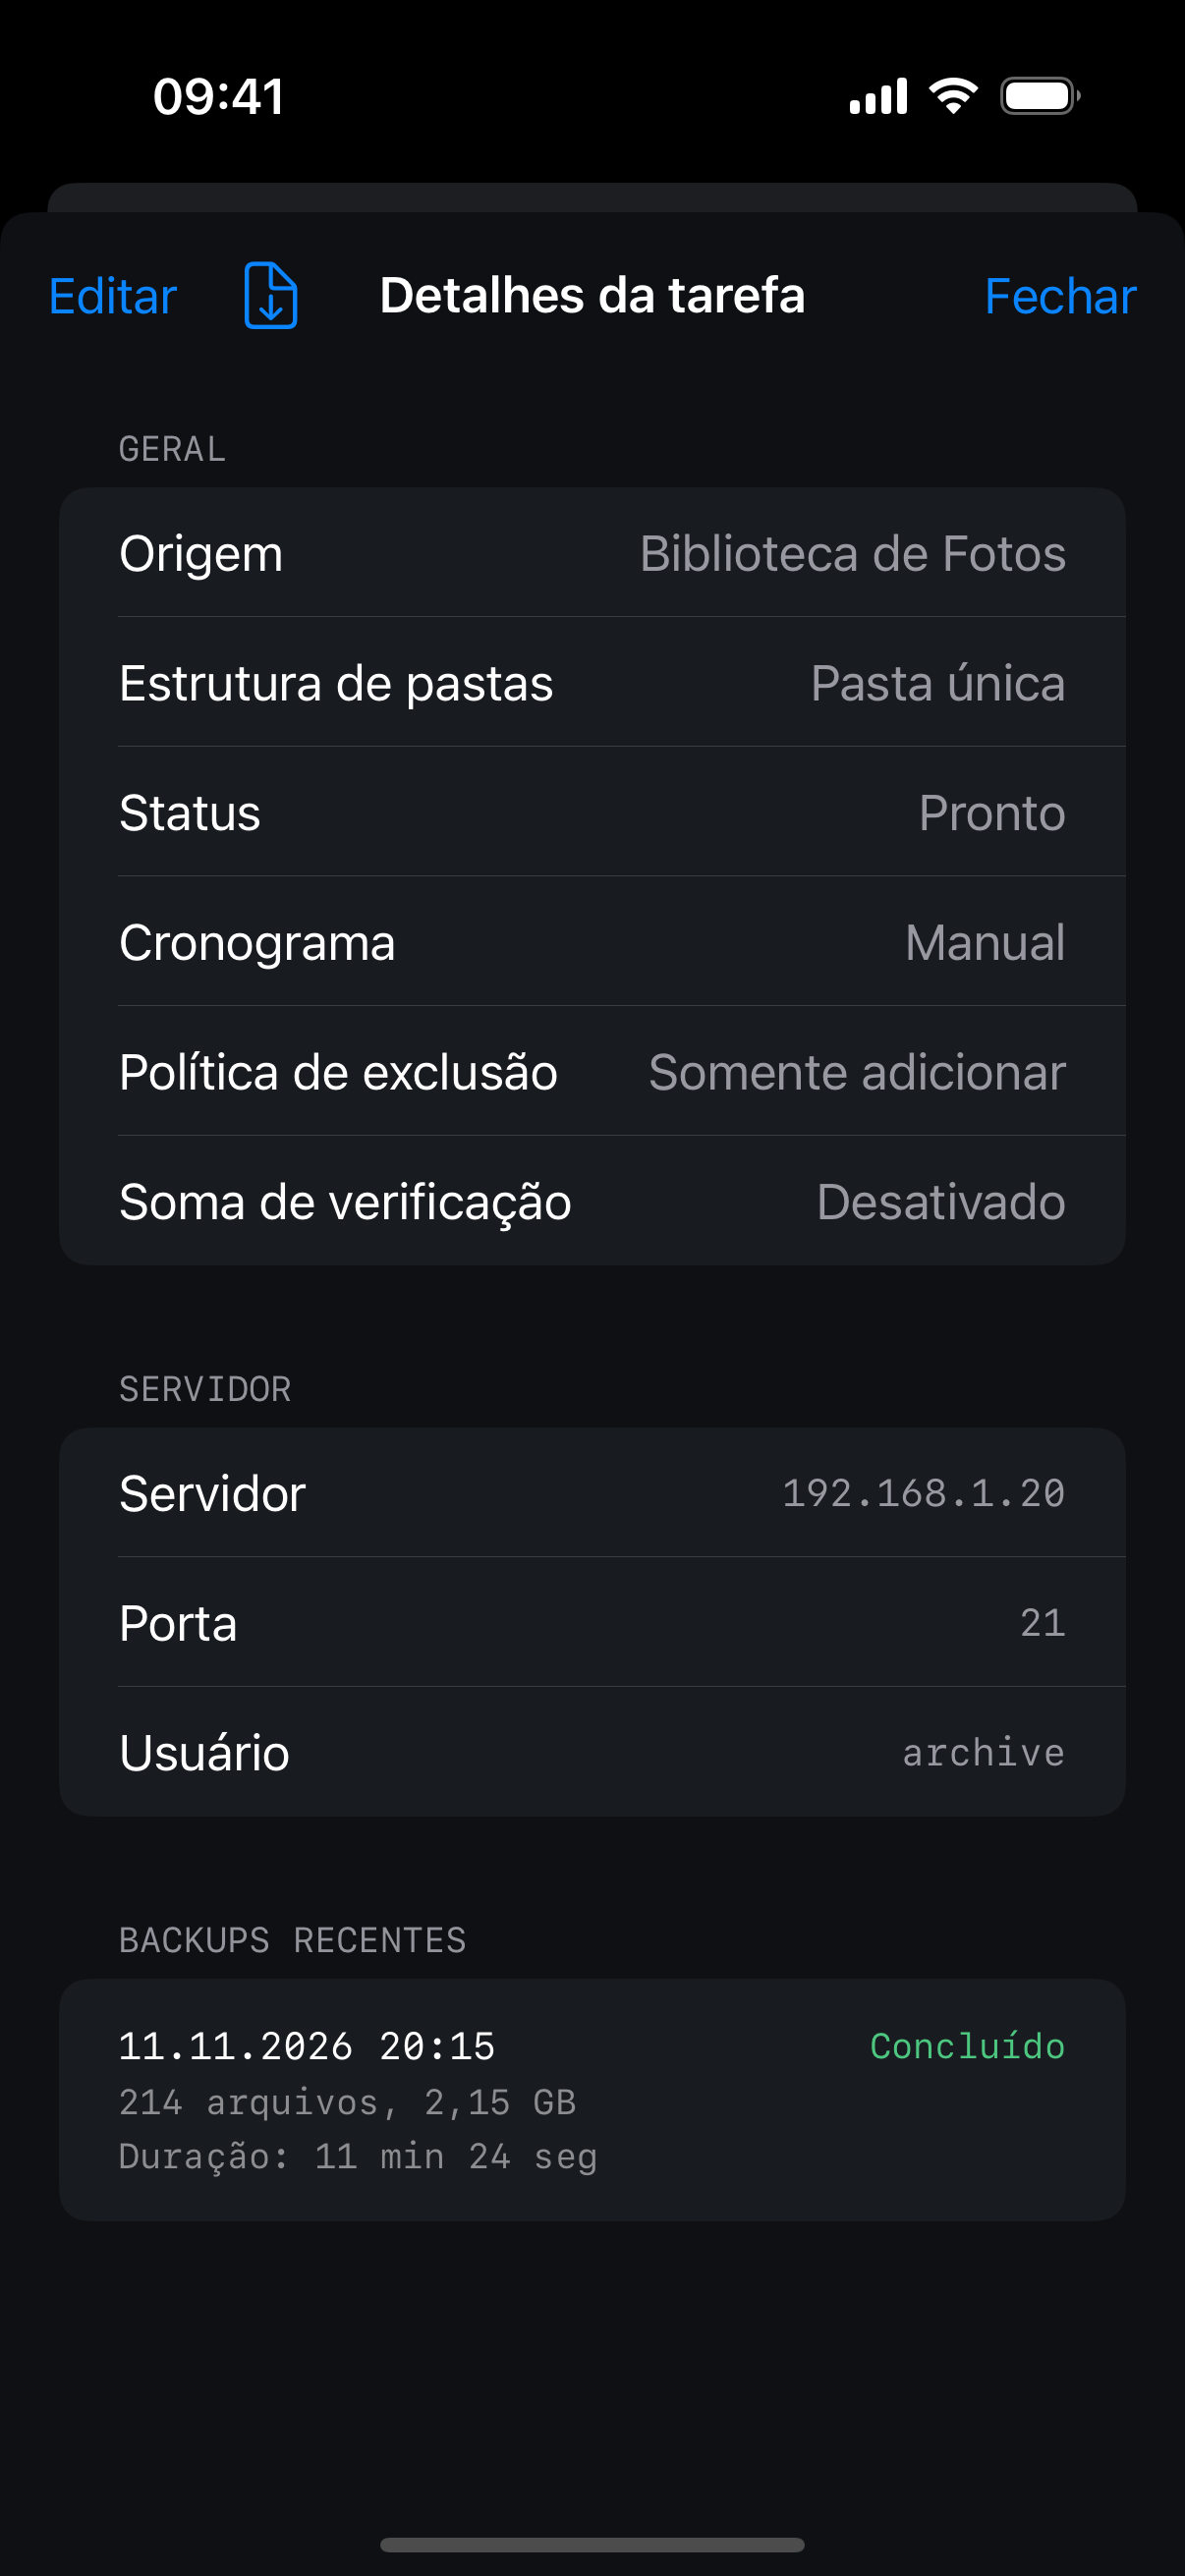 09:41
Editar
Detalhes da tarefa
Fechar
GERAL
Origem Biblioteca de Fotos
Estrutura de pastas Pasta única
Status Pronto
Cronograma Manual
Política de exclusão Somente adicionar
Soma de verificação Desativado
SERVIDOR
Servidor 192.168.1.20
Porta 21
Usuário archive
BACKUPS RECENTES
11.11.2026 20:15 Concluído
214 arquivos, 2,15 GB
Duração: 11 min 24 seg